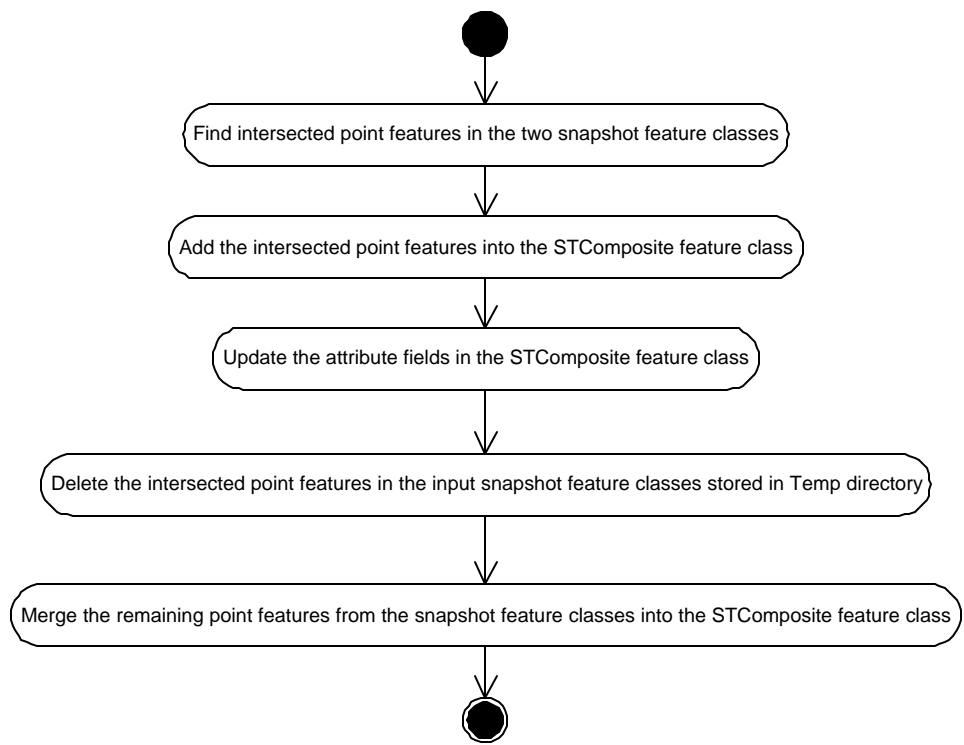 Find intersected point features in the two snapshot feature classes
Add the intersected point features into the STComposite feature class
Update the attribute fields in the STComposite feature class
Delete the intersected point features in the input snapshot feature classes stored in Temp directory
Merge the remaining point features from the snapshot feature classes into the STComposite feature class